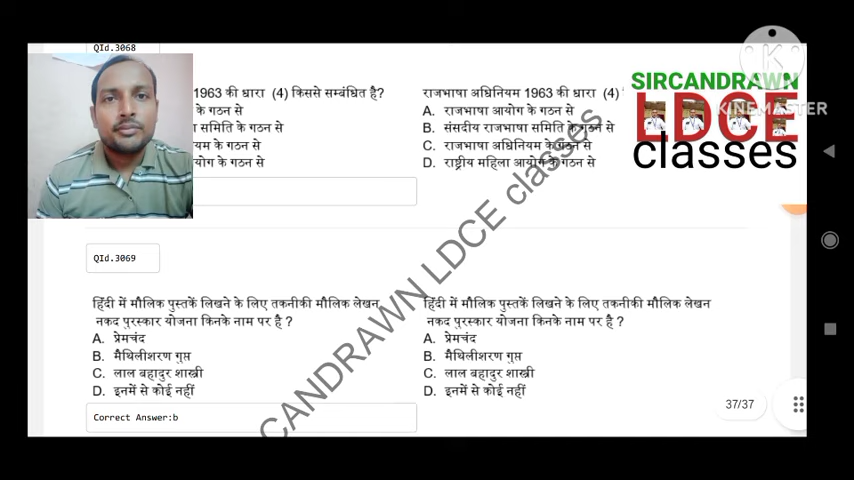 QId.3068
1963 की धारा (4) किससे सम्बंधित है?
के गठन से
समिति के गठन से
यम के गठन से
योग के गठन से
राजभाषा अधिनियम 1963 की धारा (4)
A. राजभाषा आयोग के गठन से
B. संसदीय राजभाषा समिति के गठन से
C. राजभाषा अधिनियम के गठन से
D. राष्ट्रीय महिला आयोग के गठन से
SIRCANDRAWN
LDCE
classes
KINEMASTER
QId.3069
हिंदी में मौलिक पुस्तकें लिखने के लिए तकनीकी मौलिक लेखन
नकद पुरस्कार योजना किनके नाम पर है ?
A. प्रेमचंद
B. मैथिलीशरण गुप्त
C. लाल बहादुर शास्त्री
D. इनमें से कोई नहीं
Correct Answer:b
हिंदी में मौलिक पुस्तकें लिखने के लिए तकनीकी मौलिक लेखन
नकद पुरस्कार योजना किनके नाम पर है ?
A. प्रेमचंद
B. मैथिलीशरण गुप्त
C. लाल बहादुर शास्त्री
D. इनमें से कोई नहीं
CANDRAWN LDCE classes
37/37